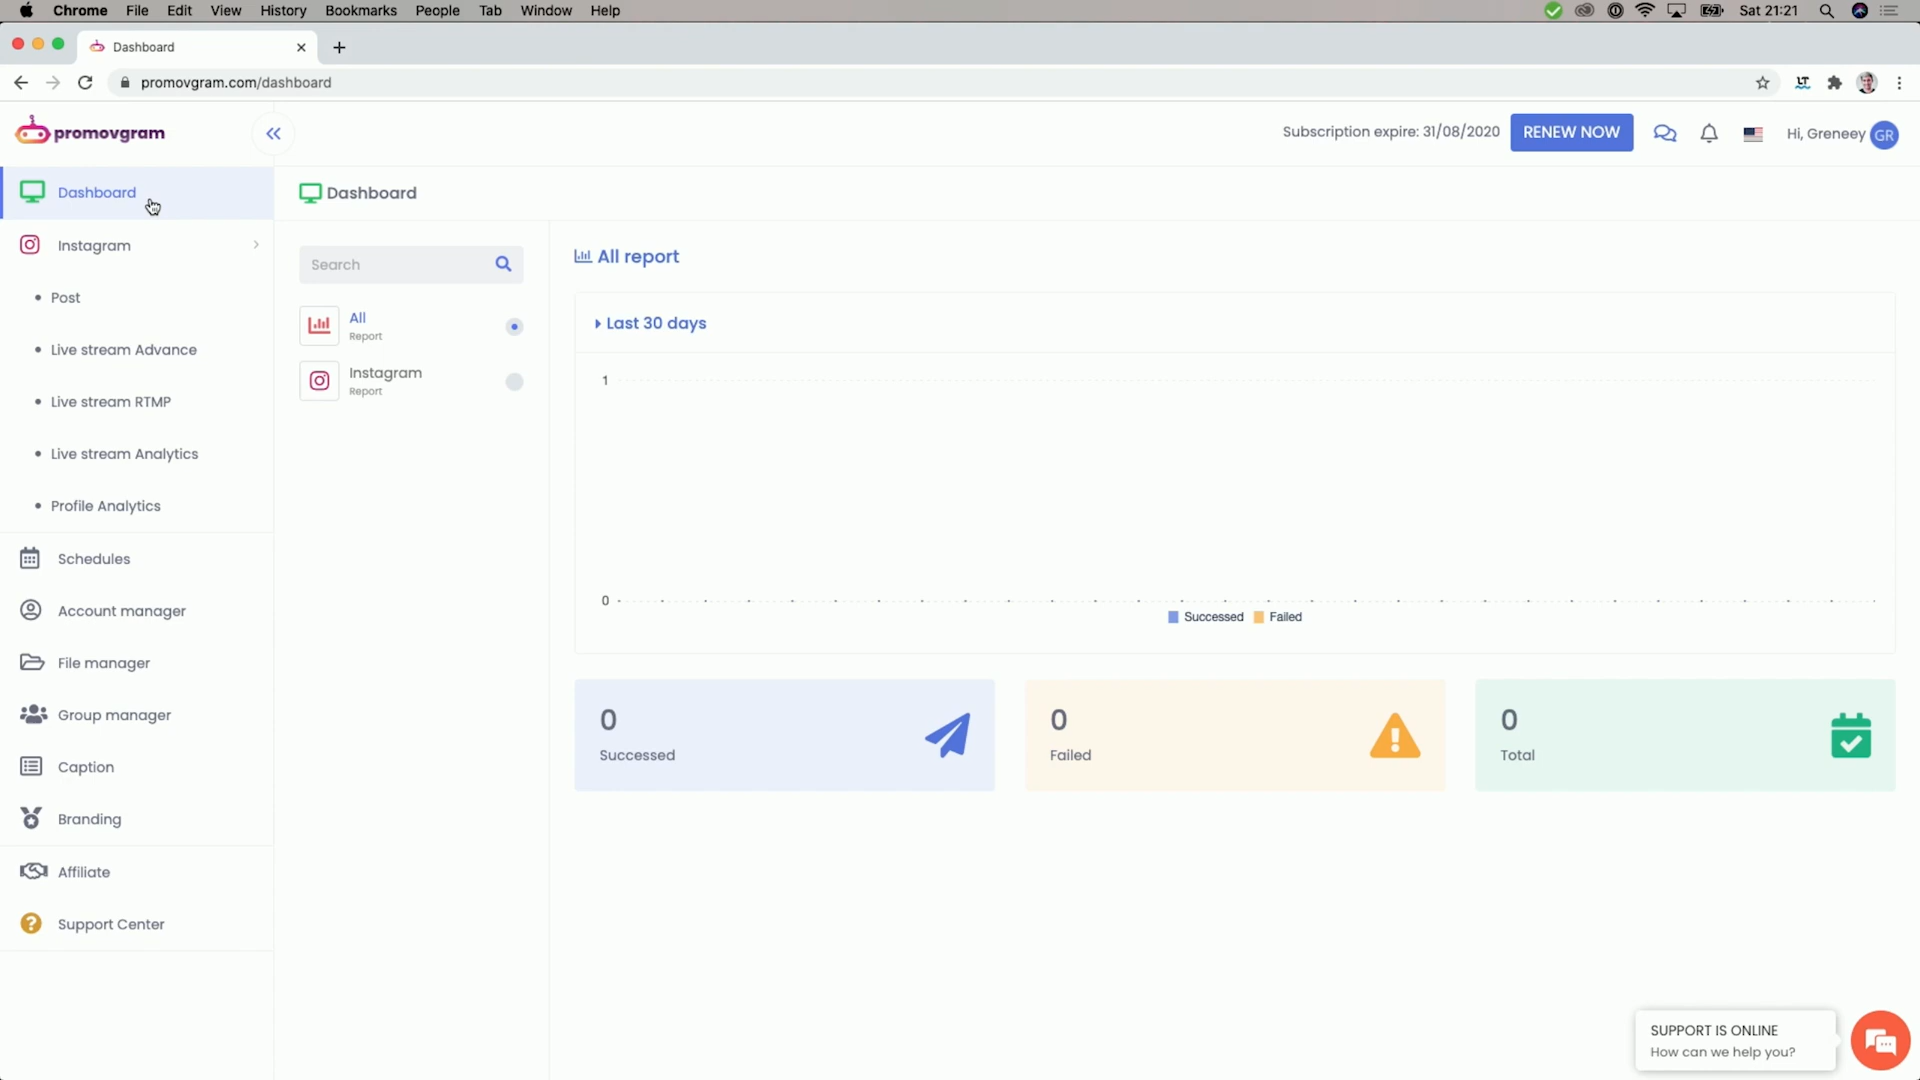 Chrome File Edit View History Bookmarks People Tab Window Help
Sat 21:21
Dashboard
promovgram.com/dashboard
promovgram
Subscription expire: 31/08/2020
RENEW NOW
Hi, Greneey
GR
Dashboard
Instagram
Post
Live stream Advance
Live stream RTMP
Live stream Analytics
Profile Analytics
Schedules
Account manager
File manager
Group manager
Caption
Branding
Affiliate
Support Center
Dashboard
Search
All
Report
Instagram
Report
All report
Last 30 days
1
0
Successed
Failed
0
Successed
0
Failed
0
Total
SUPPORT IS ONLINE
How can we help you?